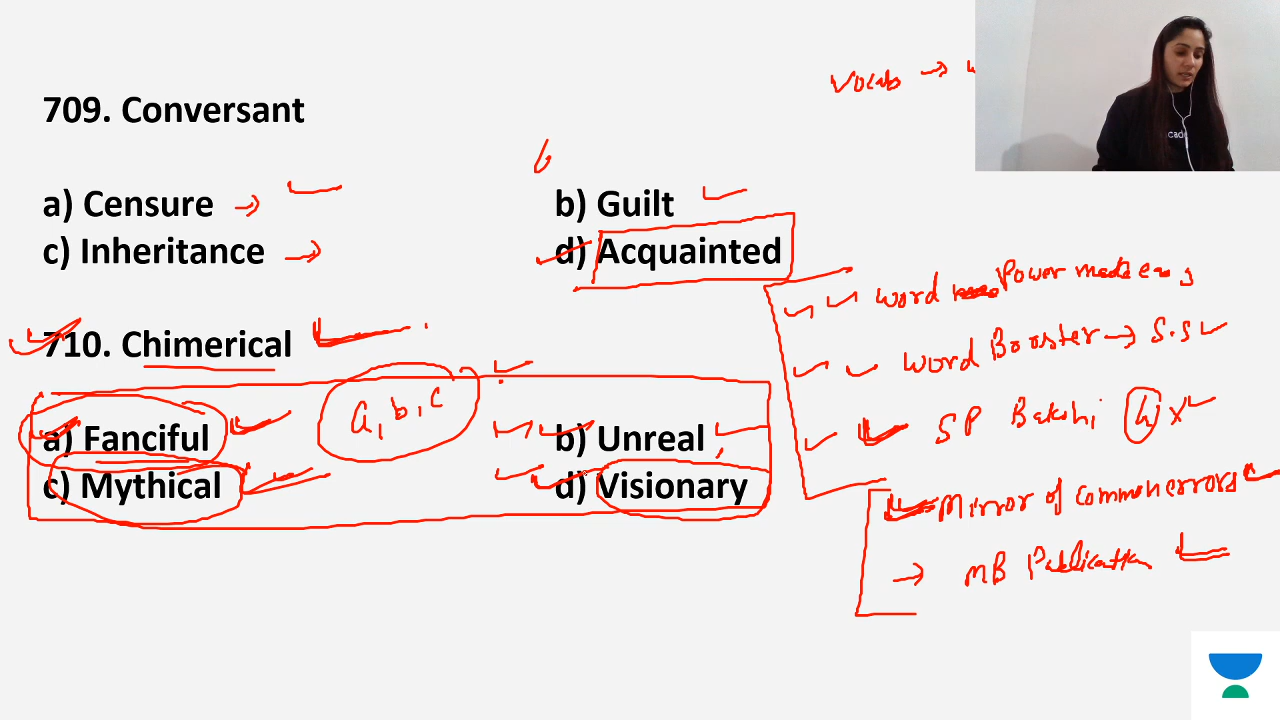 Vocab →
709. Conversant
a) Censure →
b) Guilt
c) Inheritance →
d) Acquainted
710. Chimerical
a, b, c
a) Fanciful
b) Unreal
c) Mythical
d) Visionary
word Power made easy
word Booster → S.S
SP Bakshi
Mirror of common errors
→ MB Publication